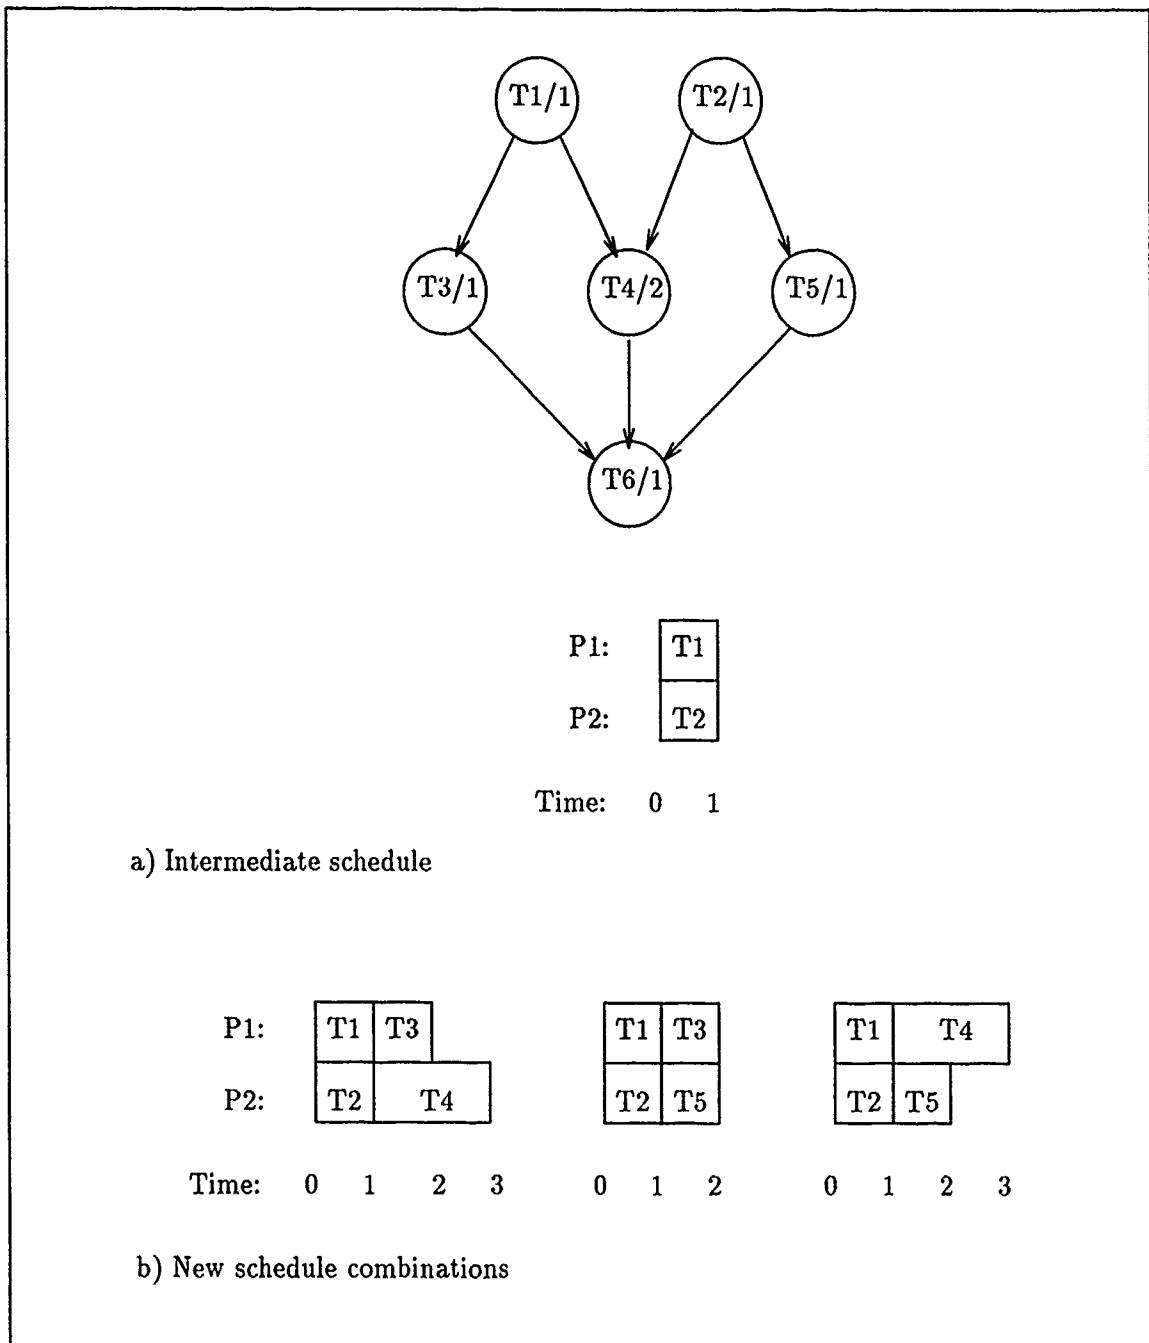 T1/1 T2/1
T3/1 T4/2 T5/1
T6/1
P1: T1
P2: T2
Time: 0 1
a) Intermediate schedule
P1: T1 T3 T1 T3 T1 T4
P2: T2 T4 T2 T5 T2 T5
Time: 0 1 2 3 0 1 2 0 1 2 3
b) New schedule combinations